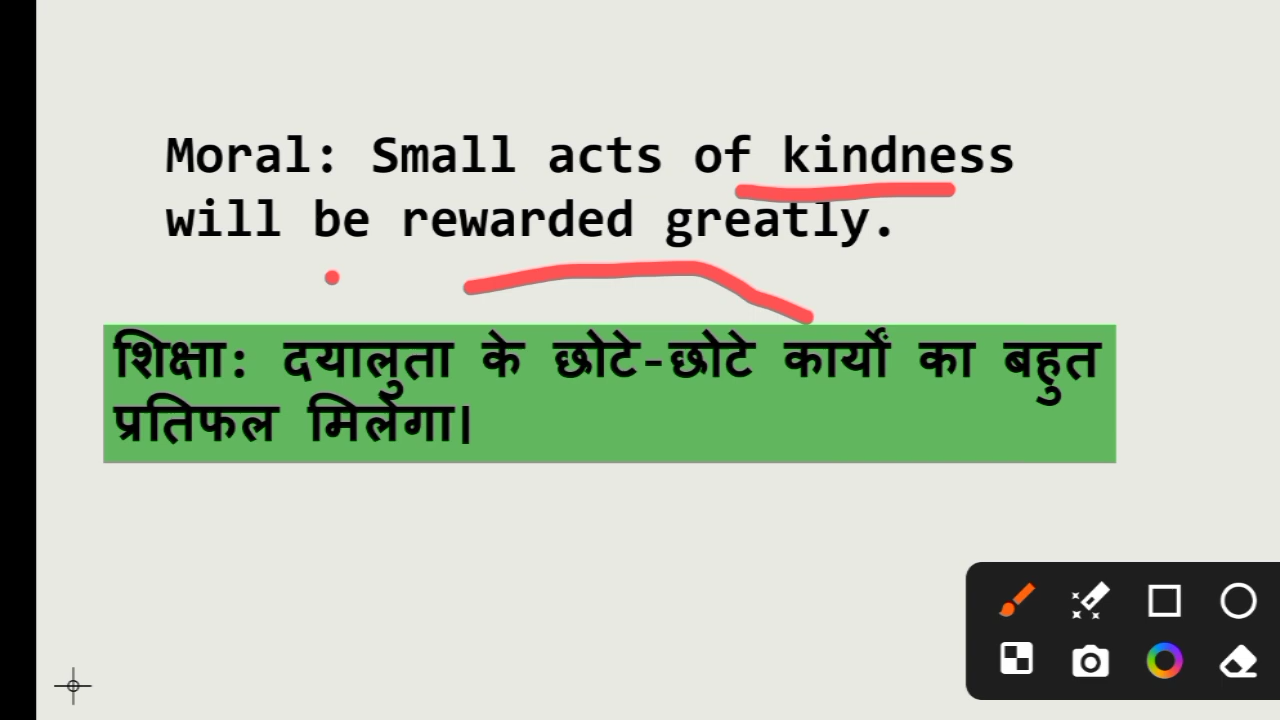 Moral: Small acts of kindness
will be rewarded greatly.
शिक्षा: दयालुता के छोटे-छोटे कार्यों का बहुत
प्रतिफल मिलेगा।